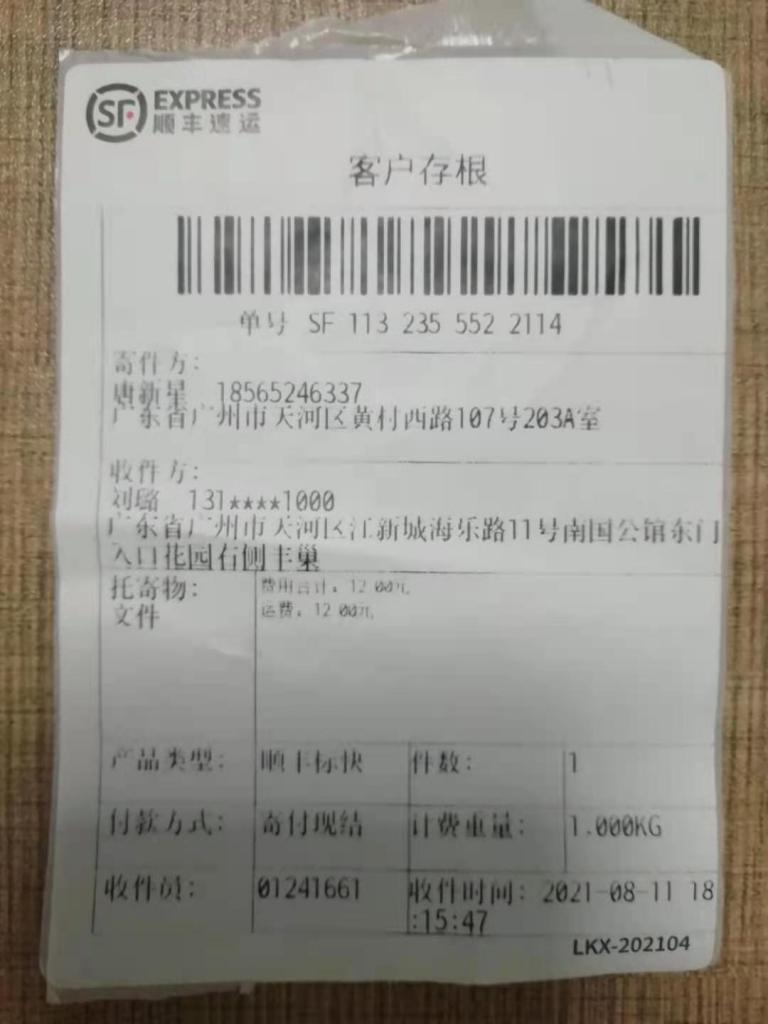 SF EXPRESS
顺丰速运
客户存根
单号 SF 113 235 552 2114
寄件方：
唐新星 18565246337
广东省广州市天河区黄村西路107号203A室
收件方：
刘璐 131****1000
广东省广州市天河区江新城海乐路11号南国公馆东门
入口花园右侧丰巢
托寄物： 费用合计：12.00元
文件 运费：12.00元
产品类型： 顺丰标快 件数： 1
付款方式： 寄付现结 计费重量： 1.000KG
收件员： 01241661 收件时间：2021-08-11 18
:15:47
LKX-202104